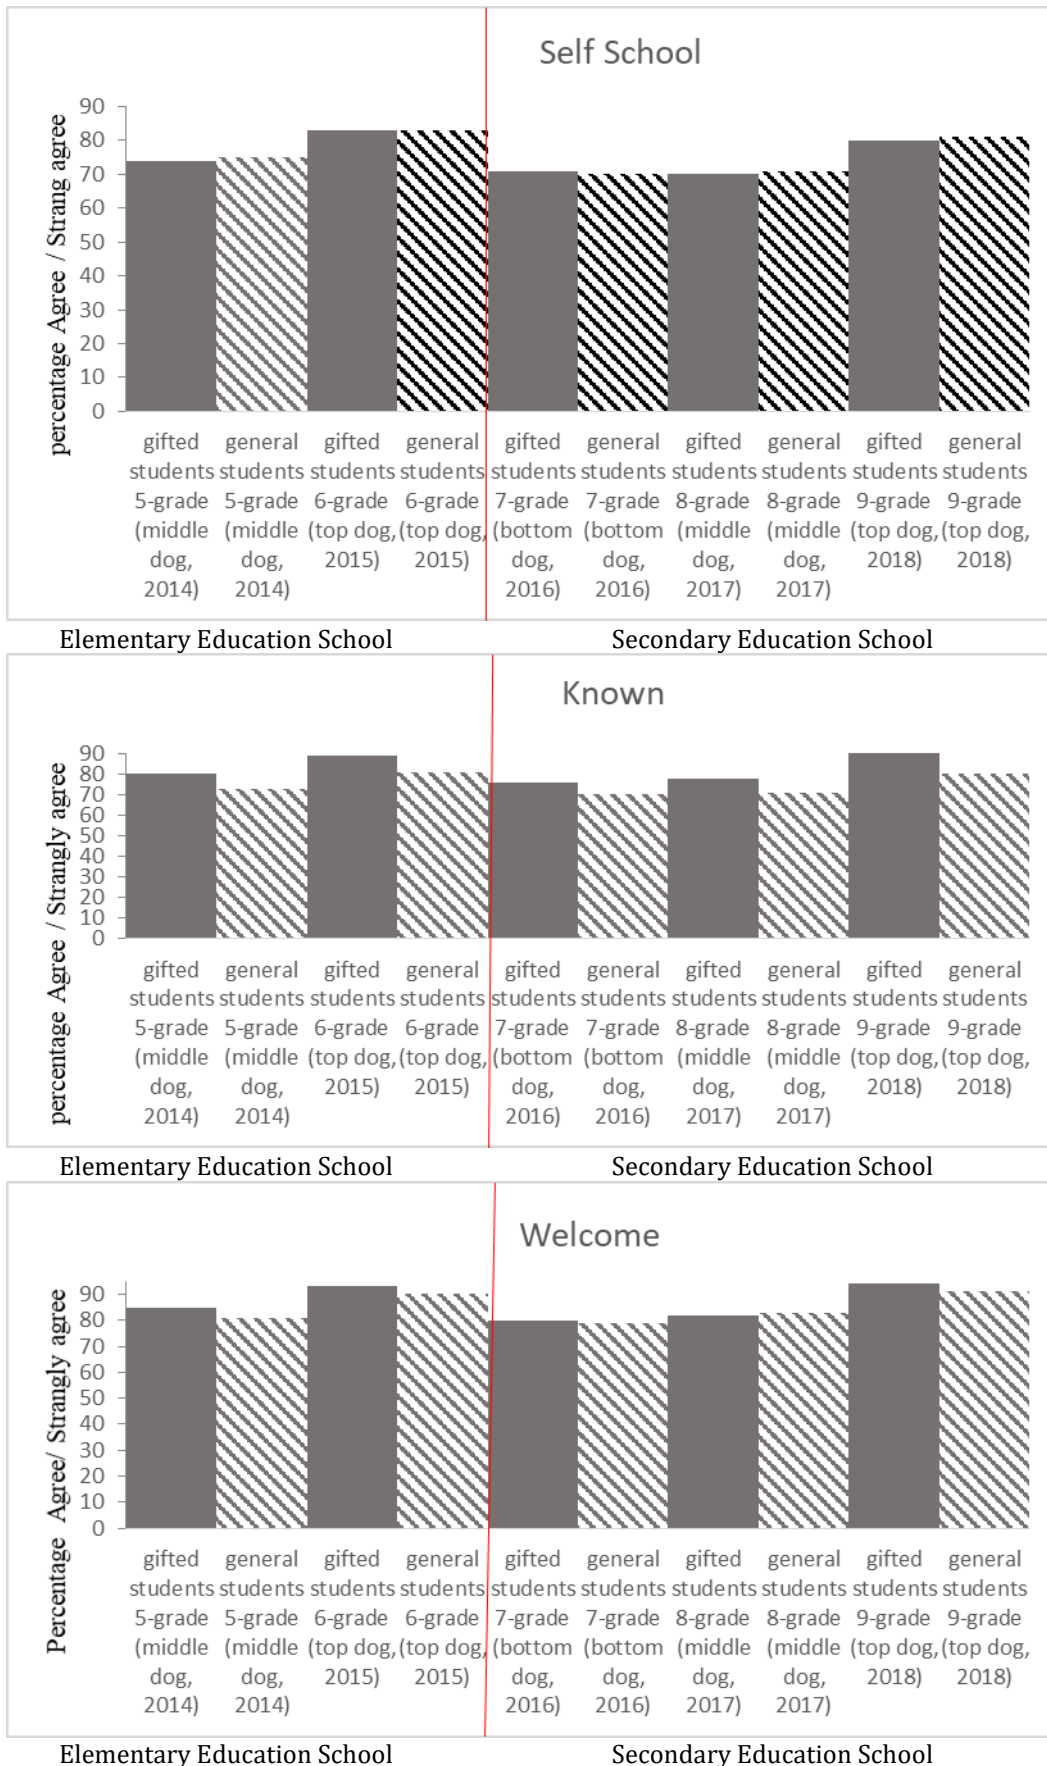 Self School
percentage Agree / Strang agree
90
80
70
60
50
40
30
20
10
0
gifted general gifted general gifted general gifted general gifted general
students students students students students students students students students students
5-grade 5-grade 6-grade 6-grade 7-grade 7-grade 8-grade 8-grade 9-grade 9-grade
(middle (middle (top dog, (top dog, (bottom (bottom (middle (middle (top dog, (top dog,
dog, dog, 2015) 2015) dog, dog, dog, dog, 2018) 2018)
2014) 2014) 2016) 2016) 2017) 2017)
Elementary Education School Secondary Education School
Known
percentage Agree / Strangly agree
90
80
70
60
50
40
30
20
10
0
gifted general gifted general gifted general gifted general gifted general
students students students students students students students students students students
5-grade 5-grade 6-grade 6-grade 7-grade 7-grade 8-grade 8-grade 9-grade 9-grade
(middle (middle (top dog, (top dog, (bottom (bottom (middle (middle (top dog, (top dog,
dog, dog, 2015) 2015) dog, dog, dog, dog, 2018) 2018)
2014) 2014) 2016) 2016) 2017) 2017)
Elementary Education School Secondary Education School
Welcome
Percentage Agree/ Strangly agree
90
80
70
60
50
40
30
20
10
0
gifted general gifted general gifted general gifted general gifted general
students students students students students students students students students students
5-grade 5-grade 6-grade 6-grade 7-grade 7-grade 8-grade 8-grade 9-grade 9-grade
(middle (middle (top dog, (top dog, (bottom (bottom (middle (middle (top dog, (top dog,
dog, dog, 2015) 2015) dog, dog, dog, dog, 2018) 2018)
2014) 2014) 2016) 2016) 2017) 2017)
Elementary Education School Secondary Education School